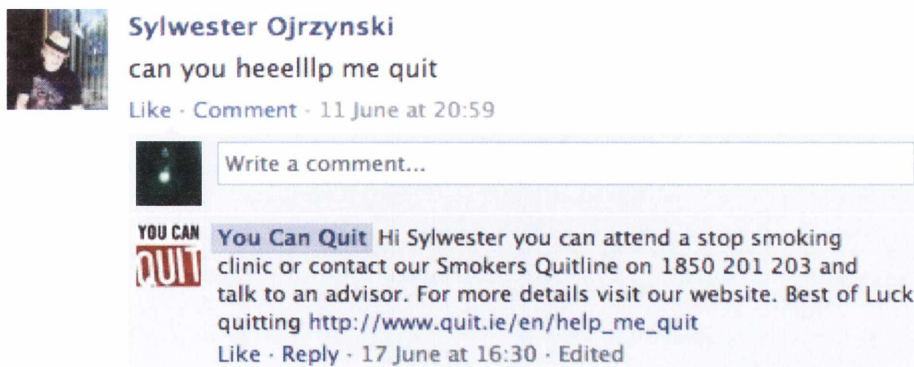 Sylwester Ojrzynski
can you heeelllp me quit
Like · Comment · 11 June at 20:59
Write a comment...
YOU CAN
QUIT
You Can Quit Hi Sylwester you can attend a stop smoking
clinic or contact our Smokers Quitline on 1850 201 203 and
talk to an advisor. For more details visit our website. Best of Luck
quitting http://www.quit.ie/en/help_me_quit
Like · Reply · 17 June at 16:30 · Edited